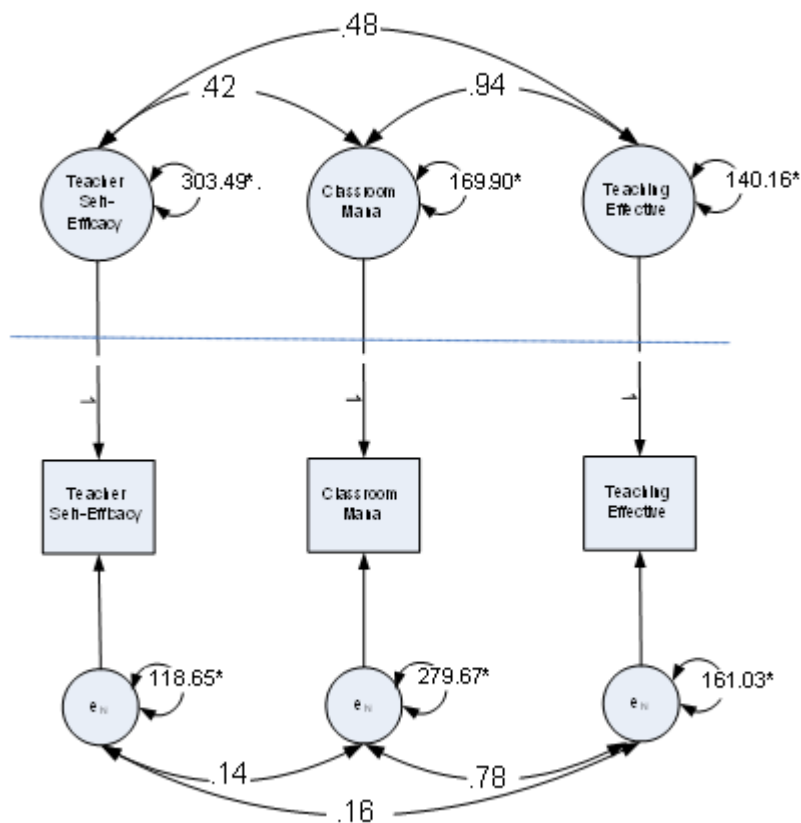 .48
.42
.94
Teacher
Self-
Efficacy
303.49*.
Classroom
Mana
169.90*
Teaching
Effective
140.16*
1
1
1
Teacher
Self-Efficacy
Classroom
Mana
Teaching
Effective
118.65*
279.67*
161.03*
e N
e N
e N
.14
.78
.16